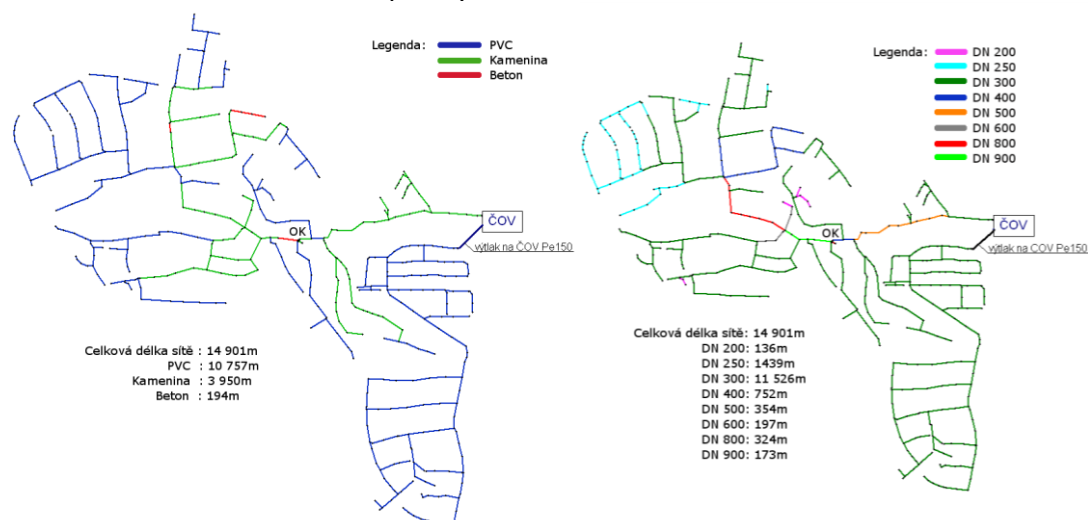 Legenda:
PVC
Kamenina
Beton
OK
ČOV
výtlak na ČOV Pe150
Celková délka sítě : 14 901m
PVC : 10 757m
Kamenina : 3 950m
Beton : 194m
Legenda:
DN 200
DN 250
DN 300
DN 400
DN 500
DN 600
DN 800
DN 900
OK
ČOV
výtlak na ČOV Pe150
Celková délka sítě: 14 901m
DN 200: 136m
DN 250: 1439m
DN 300: 11 526m
DN 400: 752m
DN 500: 354m
DN 600: 197m
DN 800: 324m
DN 900: 173m